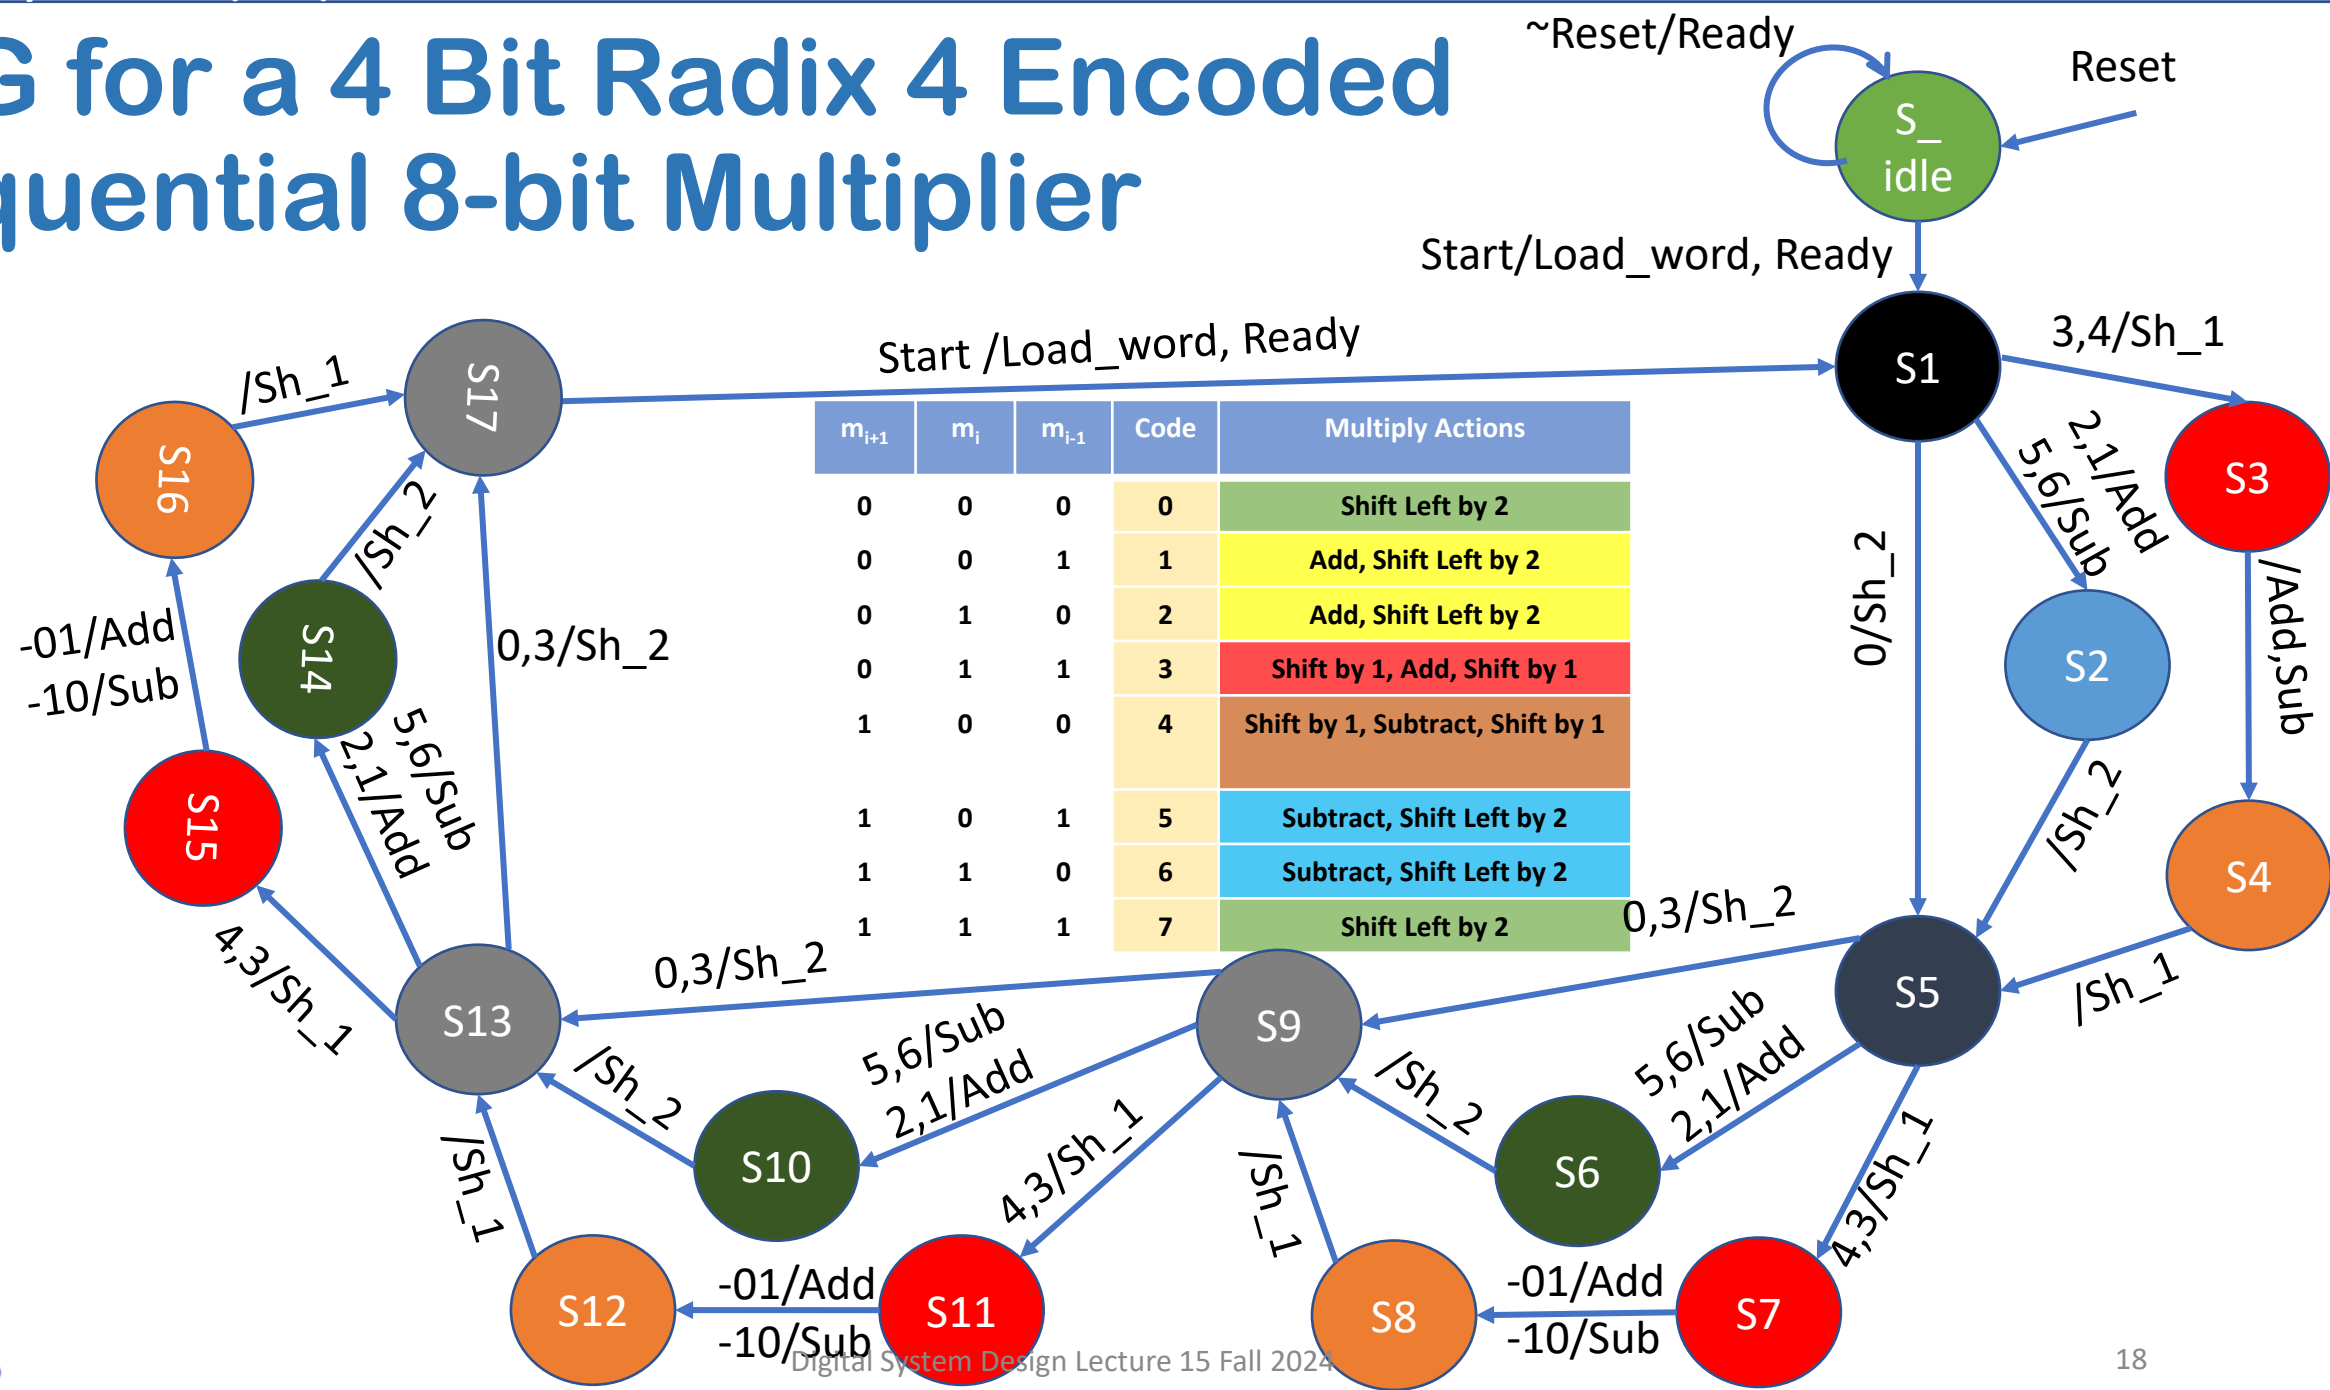 G for a 4 Bit Radix 4 Encoded
quential 8-bit Multiplier
~Reset/Ready
Reset
S_
idle
Start/Load_word, Ready
S1
3,4/Sh_1
S3
2,1/Add
5,6/Sub
0/Sh_2
S2
/Add,Sub
/Sh_2
S4
/Sh_1
S5
Start /Load_word, Ready
S17
/Sh_1
S16
/Sh_2
S14
0,3/Sh_2
-01/Add
-10/Sub
5,6/Sub
2,1/Add
S15
4,3/Sh_1
S13
mi+1 mi mi-1 Code Multiply Actions
0 0 0 0 Shift Left by 2
0 0 1 1 Add, Shift Left by 2
0 1 0 2 Add, Shift Left by 2
0 1 1 3 Shift by 1, Add, Shift by 1
1 0 0 4 Shift by 1, Subtract, Shift by 1
1 0 1 5 Subtract, Shift Left by 2
1 1 0 6 Subtract, Shift Left by 2
1 1 1 7 Shift Left by 2
0,3/Sh_2
0,3/Sh_2
S9
5,6/Sub
2,1/Add
/Sh_2
S10
4,3/Sh_1
/Sh_1
S12
-01/Add
-10/Sub
S11
/Sh_2
5,6/Sub
2,1/Add
S6
4,3/Sh_1
/Sh_1
S8
-01/Add
-10/Sub
S7
Digital System Design Lecture 15 Fall 2024
18